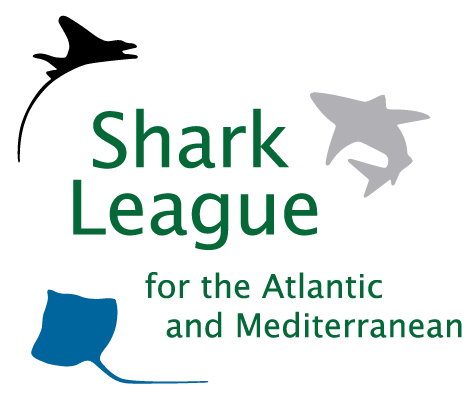 Shark
League
for the Atlantic
and Mediterranean